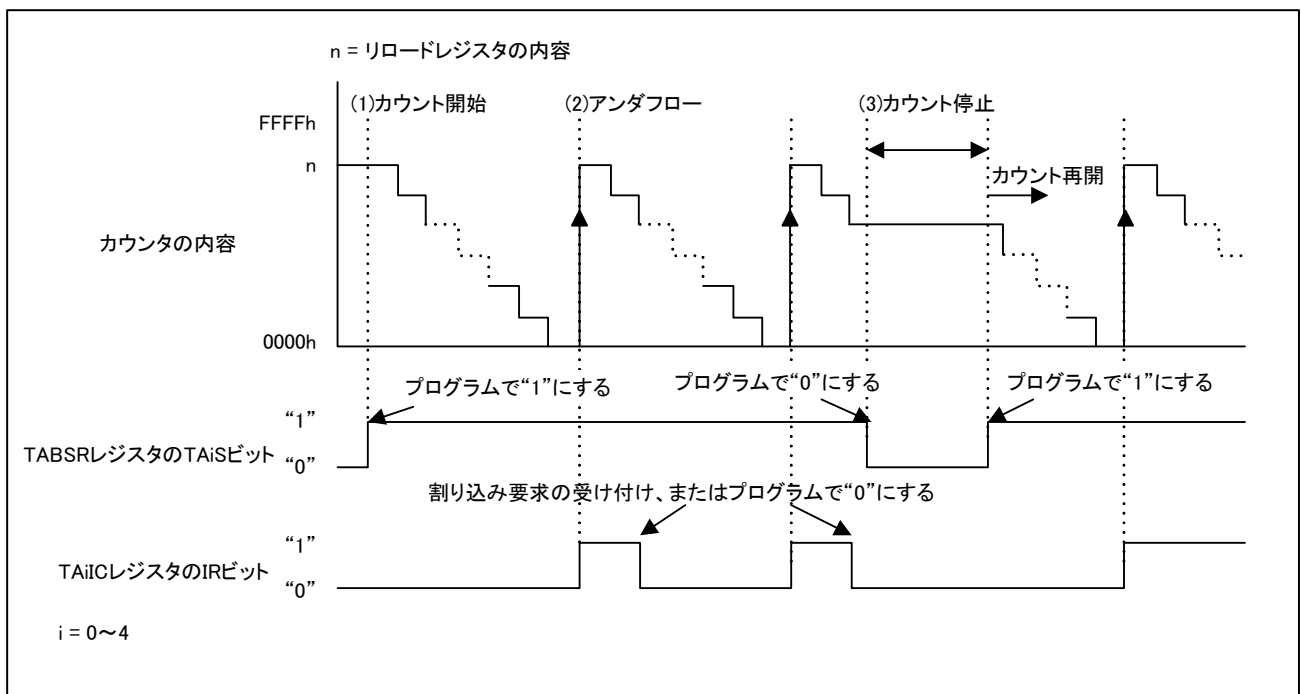 n = リロードレジスタの内容
(1)カウント開始
(2)アンダフロー
(3)カウント停止
FFFFh
n
カウント再開
カウンタの内容
0000h
プログラムで“1”にする
プログラムで“0”にする
プログラムで“1”にする
“1”
TABSRレジスタのTAiSビット “0”
割り込み要求の受け付け、またはプログラムで“0”にする
“1”
TAiICレジスタのIRビット
“0”
i = 0～4